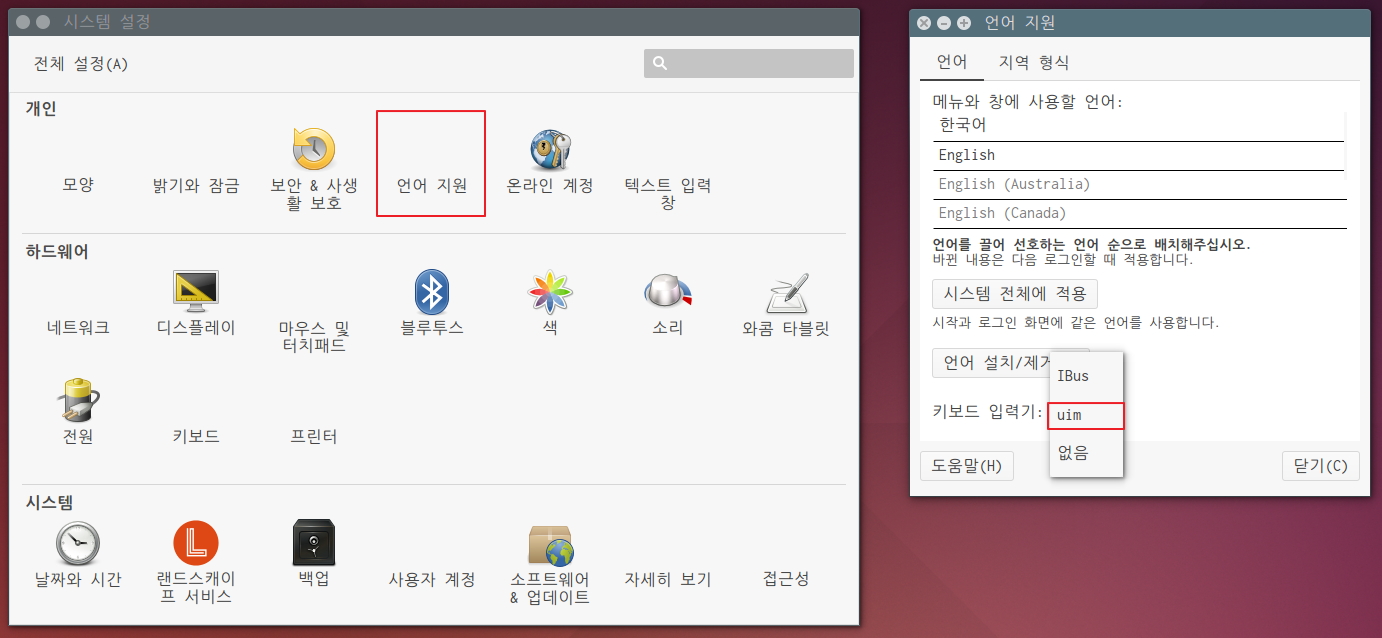 시스템 설정
전체 설정(A)
개인
모양
밝기와 잠금
보안 & 사생
활 보호
언어 지원
온라인 계정
텍스트 입력
창
하드웨어
네트워크
디스플레이
마우스 및
터치패드
블루투스
색
소리
와콤 타블릿
전원
키보드
프린터
시스템
날짜와 시간
랜드스케이
프 서비스
백업
사용자 계정
소프트웨어
& 업데이트
자세히 보기
접근성
언어 지원
언어
지역 형식
메뉴와 창에 사용할 언어:
한국어
English
English (Australia)
English (Canada)
언어를 끌어 선호하는 언어 순으로 배치해주십시오.
바뀐 내용은 다음 로그인할 때 적용합니다.
시스템 전체에 적용
시작과 로그인 화면에 같은 언어를 사용합니다.
언어 설치/제거
키보드 입력기:
IBus
uim
없음
도움말(H)
닫기(C)